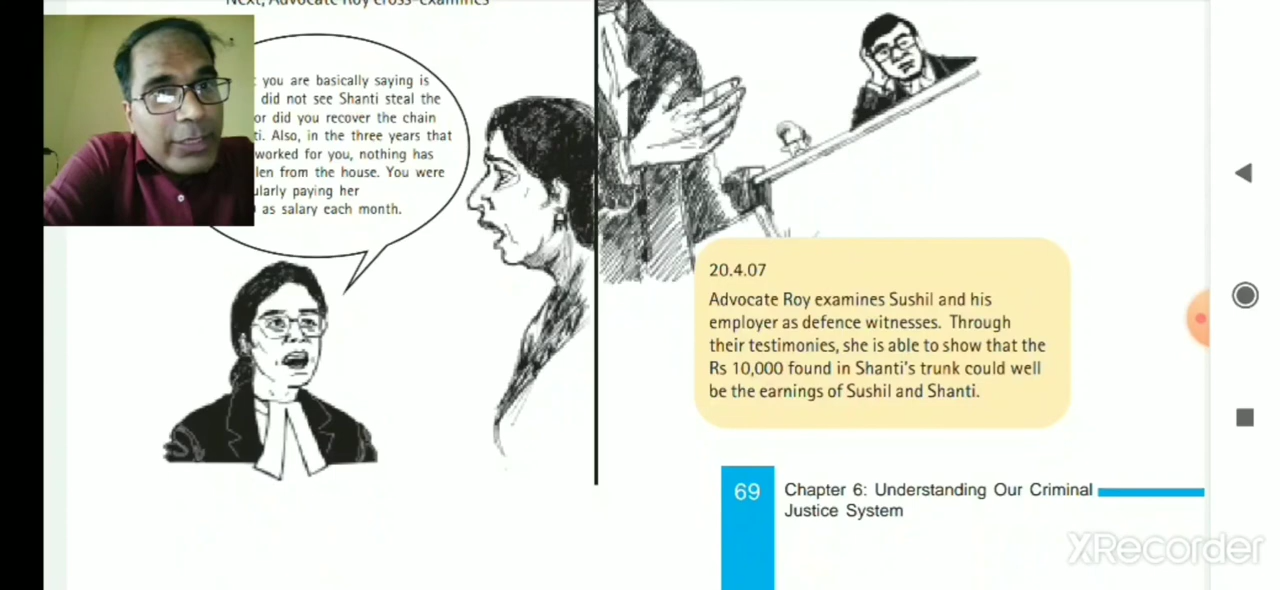 Next, Advocate Roy cross-examines
you are basically saying is
did not see Shanti steal the
or did you recover the chain
ti. Also, in the three years that
worked for you, nothing has
len from the house. You were
ularly paying her
as salary each month.
20.4.07
Advocate Roy examines Sushil and his
employer as defence witnesses. Through
their testimonies, she is able to show that the
Rs 10,000 found in Shanti's trunk could well
be the earnings of Sushil and Shanti.
69
Chapter 6: Understanding Our Criminal
Justice System
XRecorder